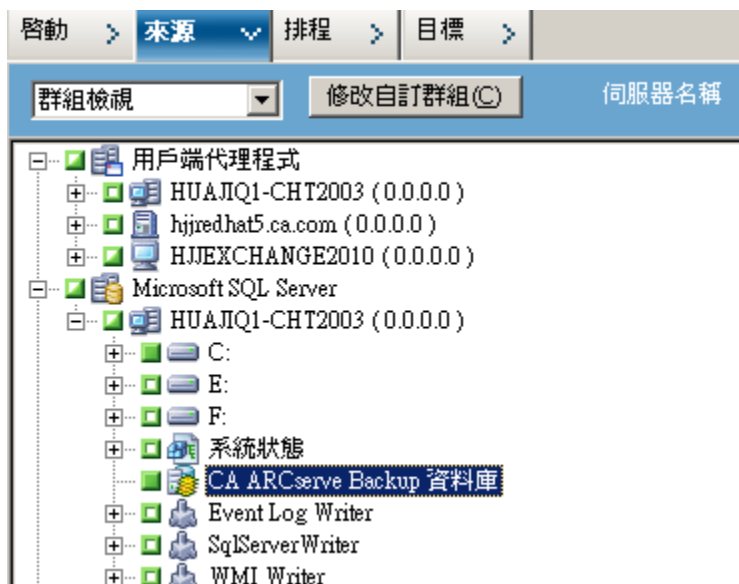 啓動 來源 排程 目標
群組檢視 修改自訂群組(C) 伺服器名稱
用戶端代理程式
HUAJIQ1-CHT2003 ( 0.0.0.0 )
hjjredhat5.ca.com ( 0.0.0.0 )
HJJEXCHANGE2010 ( 0.0.0.0 )
Microsoft SQL Server
HUAJIQ1-CHT2003 ( 0.0.0.0 )
C:
E:
F:
系統狀態
CA ARCserve Backup 資料庫
Event Log Writer
SqlServerWriter
WMI Writer